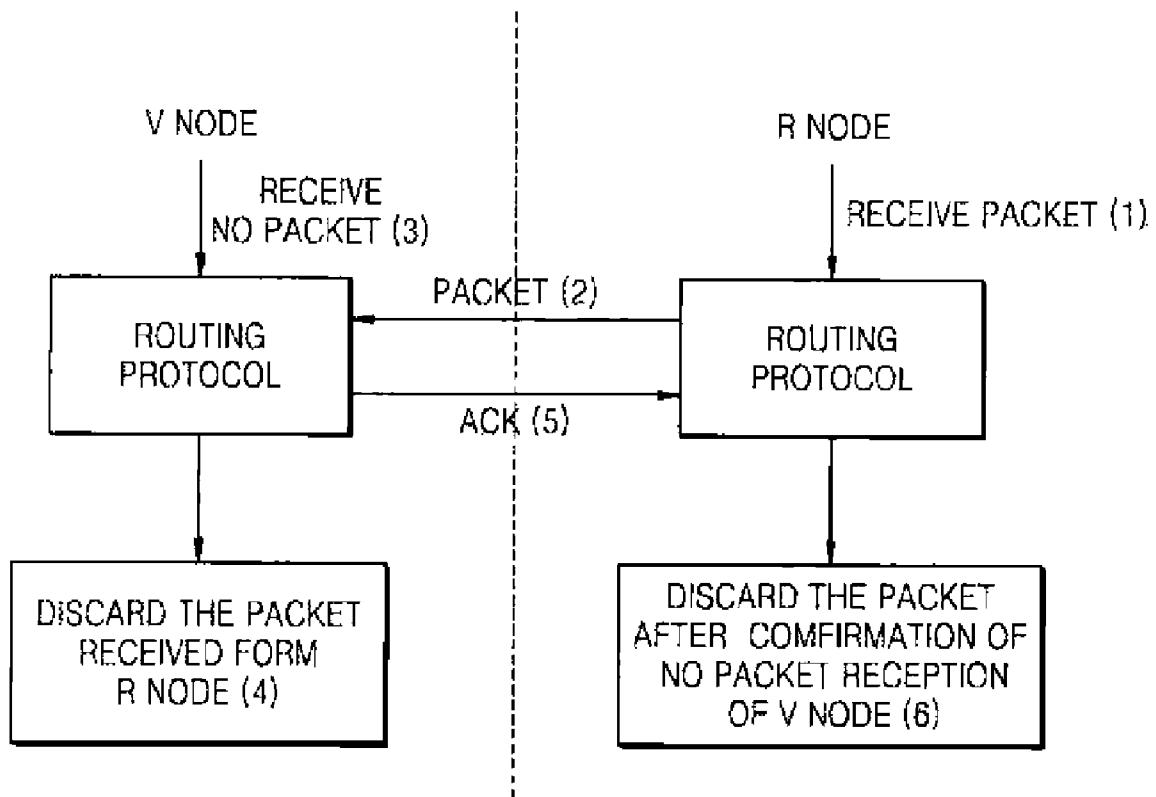 V NODE
R NODE
RECEIVE
NO PACKET (3)
RECEIVE PACKET (1)
PACKET (2)
ROUTING
PROTOCOL
ROUTING
PROTOCOL
ACK (5)
DISCARD THE PACKET
RECEIVED FORM
R NODE (4)
DISCARD THE PACKET
AFTER COMFIRMATION OF
NO PACKET RECEPTION
OF V NODE (6)